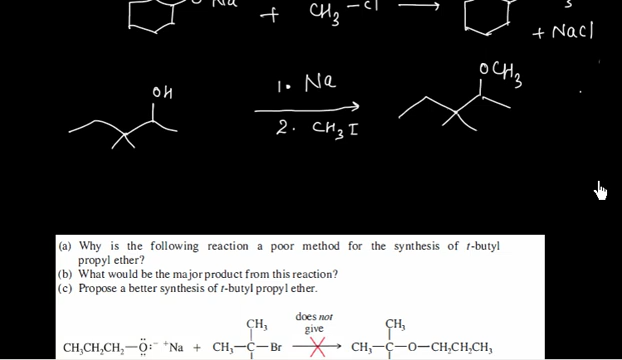 Na + CH3-Cl →
+ NaCl
OH 1. Na OCH3
2. CH3I
(a) Why is the following reaction a poor method for the synthesis of t-butyl
propyl ether?
(b) What would be the major product from this reaction?
(c) Propose a better synthesis of t-butyl propyl ether.
CH3 does not CH3
give
CH3CH2CH2—Ö:⁻ ⁺Na + CH3—C—Br → CH3—C—O—CH2CH2CH3